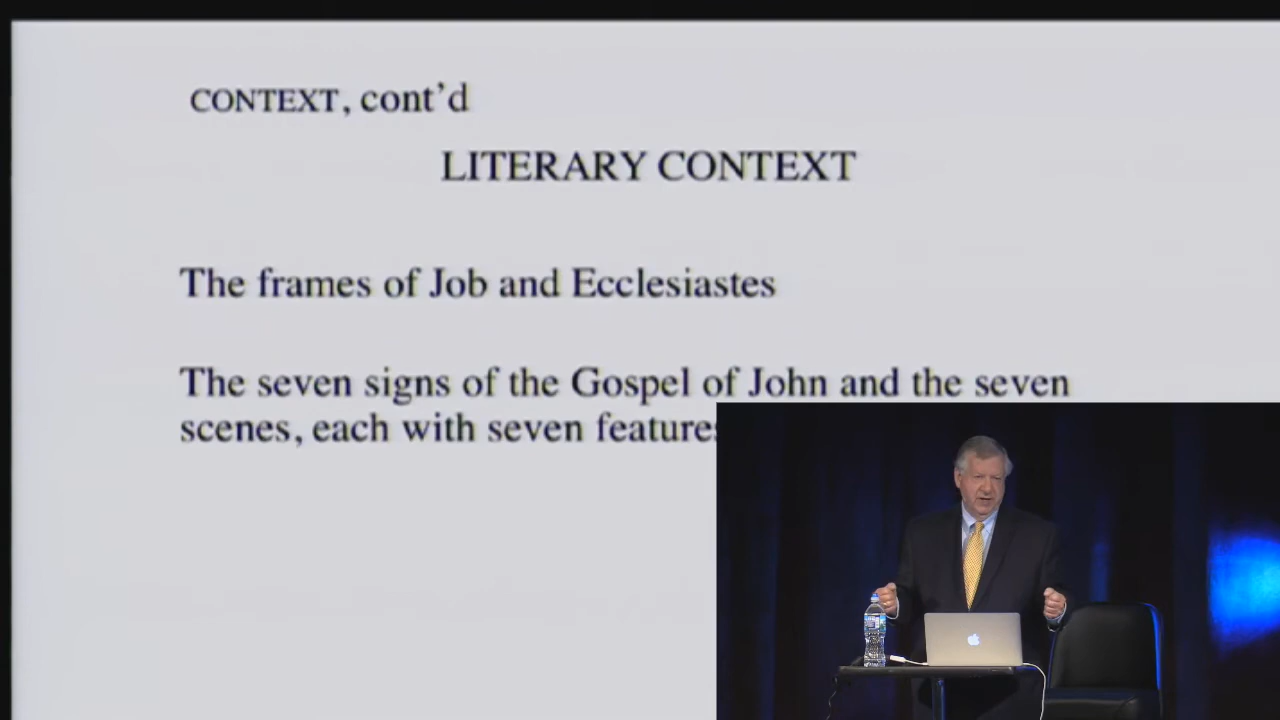 CONTEXT, cont’d
LITERARY CONTEXT
The frames of Job and Ecclesiastes
The seven signs of the Gospel of John and the seven
scenes, each with seven